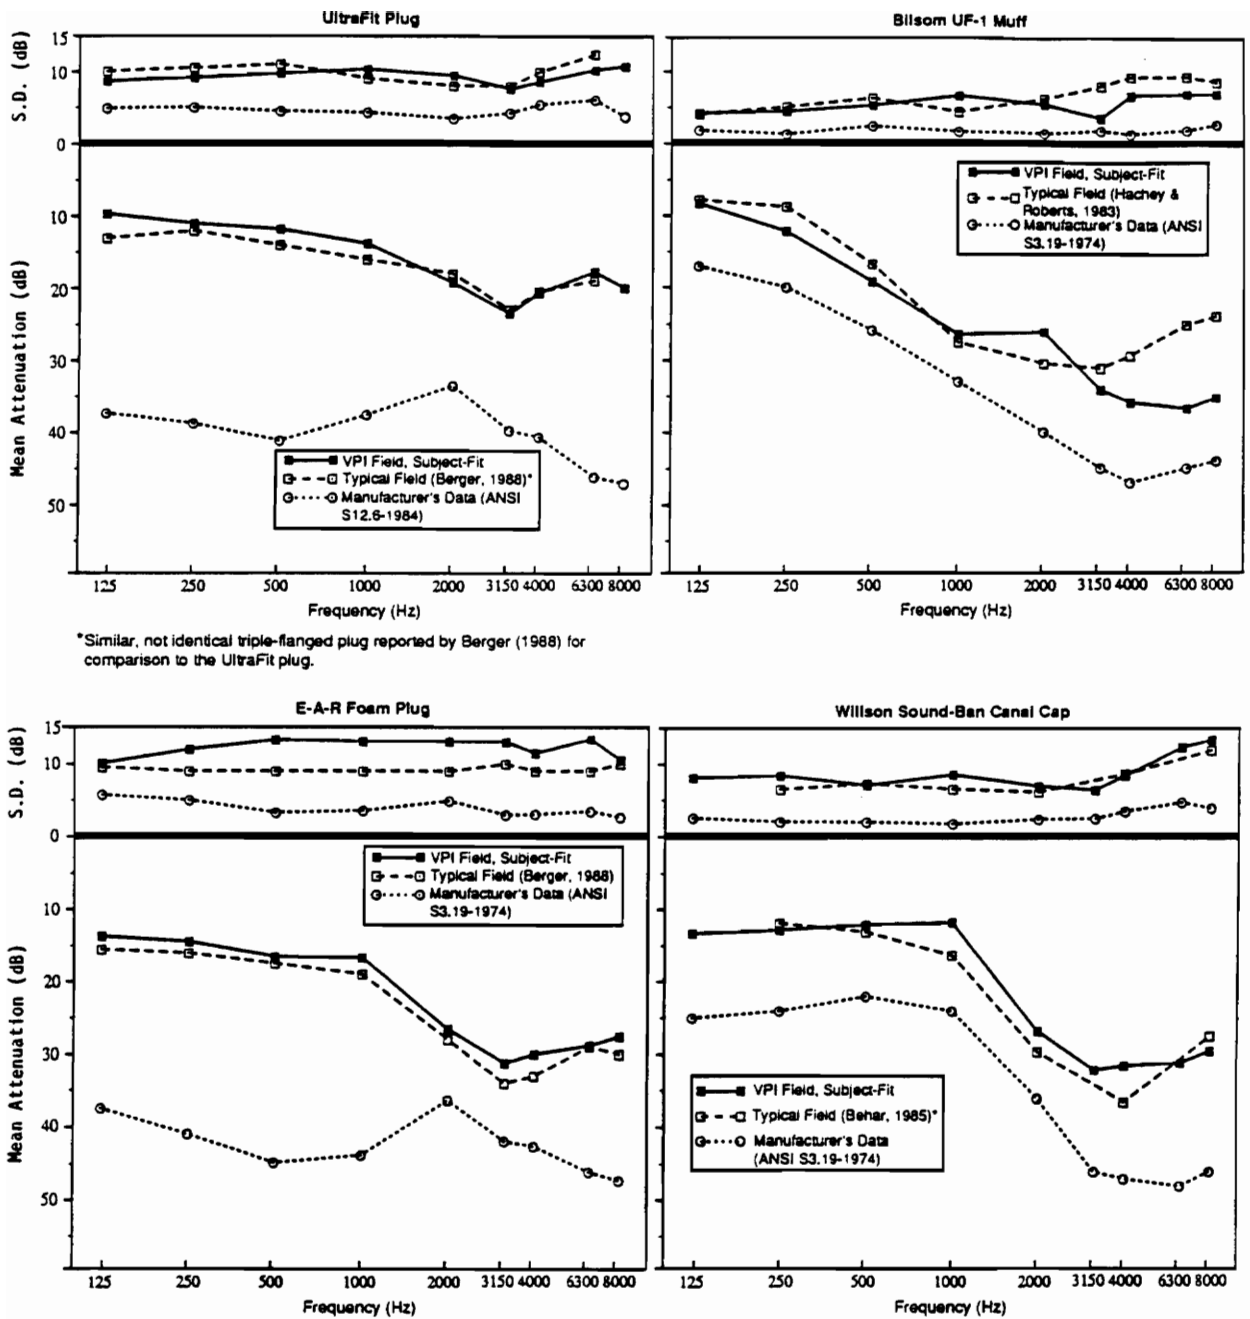 UltraFit Plug
S.D. (dB)
15
10
0
Mean Attenuation (dB)
10
20
30
40
50
VPI Field, Subject-Fit
Typical Field (Berger, 1988)*
Manufacturer's Data (ANSI
S12.6-1984)
125 250 500 1000 2000 3150 4000 6300 8000
Frequency (Hz)
*Similar, not identical triple-flanged plug reported by Berger (1988) for
comparison to the UltraFit plug.
Bilsom UF-1 Muff
VPI Field, Subject-Fit
Typical Field (Hachey &
Roberts, 1983)
Manufacturer's Data (ANSI
S3.19-1974)
125 250 500 1000 2000 3150 4000 6300 8000
Frequency (Hz)
E-A-R Foam Plug
S.D. (dB)
15
10
0
Mean Attenuation (dB)
10
20
30
40
50
VPI Field, Subject-Fit
Typical Field (Berger, 1988)
Manufacturer's Data (ANSI
S3.19-1974)
125 250 500 1000 2000 3150 4000 6300 8000
Frequency (Hz)
Willson Sound-Ban Canal Cap
VPI Field, Subject-Fit
Typical Field (Behar, 1985)*
Manufacturer's Data
(ANSI S3.19-1974)
125 250 500 1000 2000 3150 4000 6300 8000
Frequency (Hz)